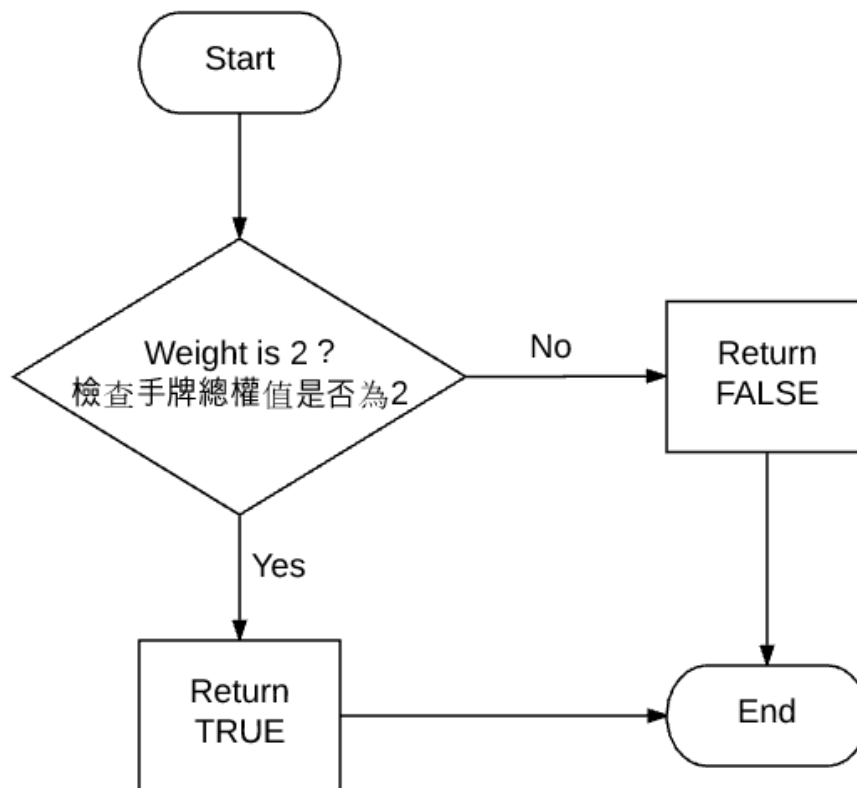 Start
Weight is 2 ?
檢查手牌總權值是否為2
No
Return
FALSE
Yes
Return
TRUE
End